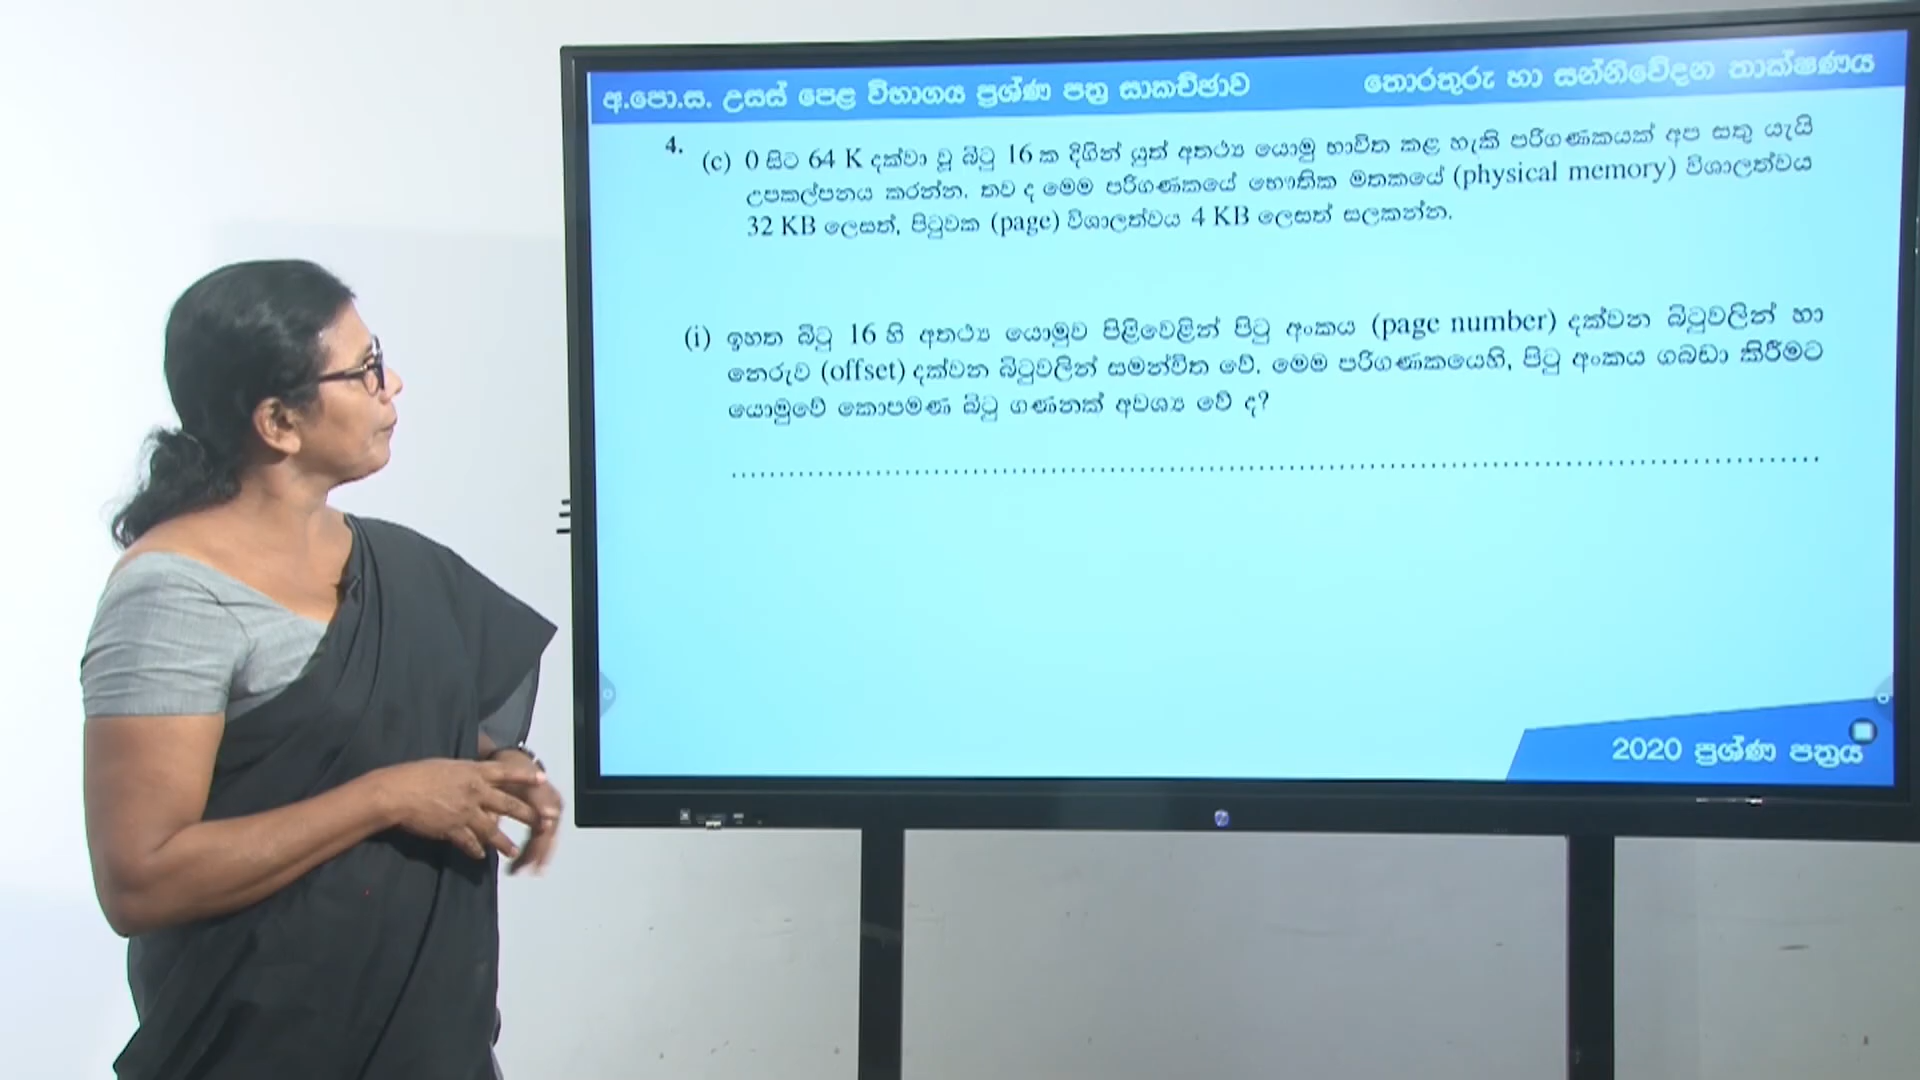 අ.පො.ස. උසස් පෙළ විභාගය ප්‍රශ්ණ පත්‍ර සාකච්ඡාව
තොරතුරු හා සන්නිවේදන තාක්ෂණය
4.
(c) 0 සිට 64 K දක්වා වූ බිටු 16 ක දිගින් යුත් අතථ්‍ය යොමු භාවිත කළ හැකි පරිගණකයක් අප සතු යැයි
උපකල්පනය කරන්න. තව ද මෙම පරිගණකයේ භෞතික මතකයේ (physical memory) විශාලත්වය
32 KB ලෙසත්, පිටුවක (page) විශාලත්වය 4 KB ලෙසත් සලකන්න.
(i) ඉහත බිටු 16 හි අතථ්‍ය යොමුව පිළිවෙළින් පිටු අංකය (page number) දක්වන බිටුවලින් හා
නෙරුව (offset) දක්වන බිටුවලින් සමන්විත වේ. මෙම පරිගණකයෙහි, පිටු අංකය ගබඩා කිරීමට
යොමුවේ කොපමණ බිටු ගණනක් අවශ්‍ය වේ ද?
2020 ප්‍රශ්ණ පත්‍රය